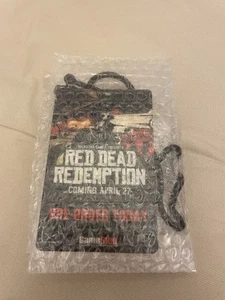 RED DEAD
REDEMPTION
COMING APRIL 27
PRE-ORDER TODAY
GameStop